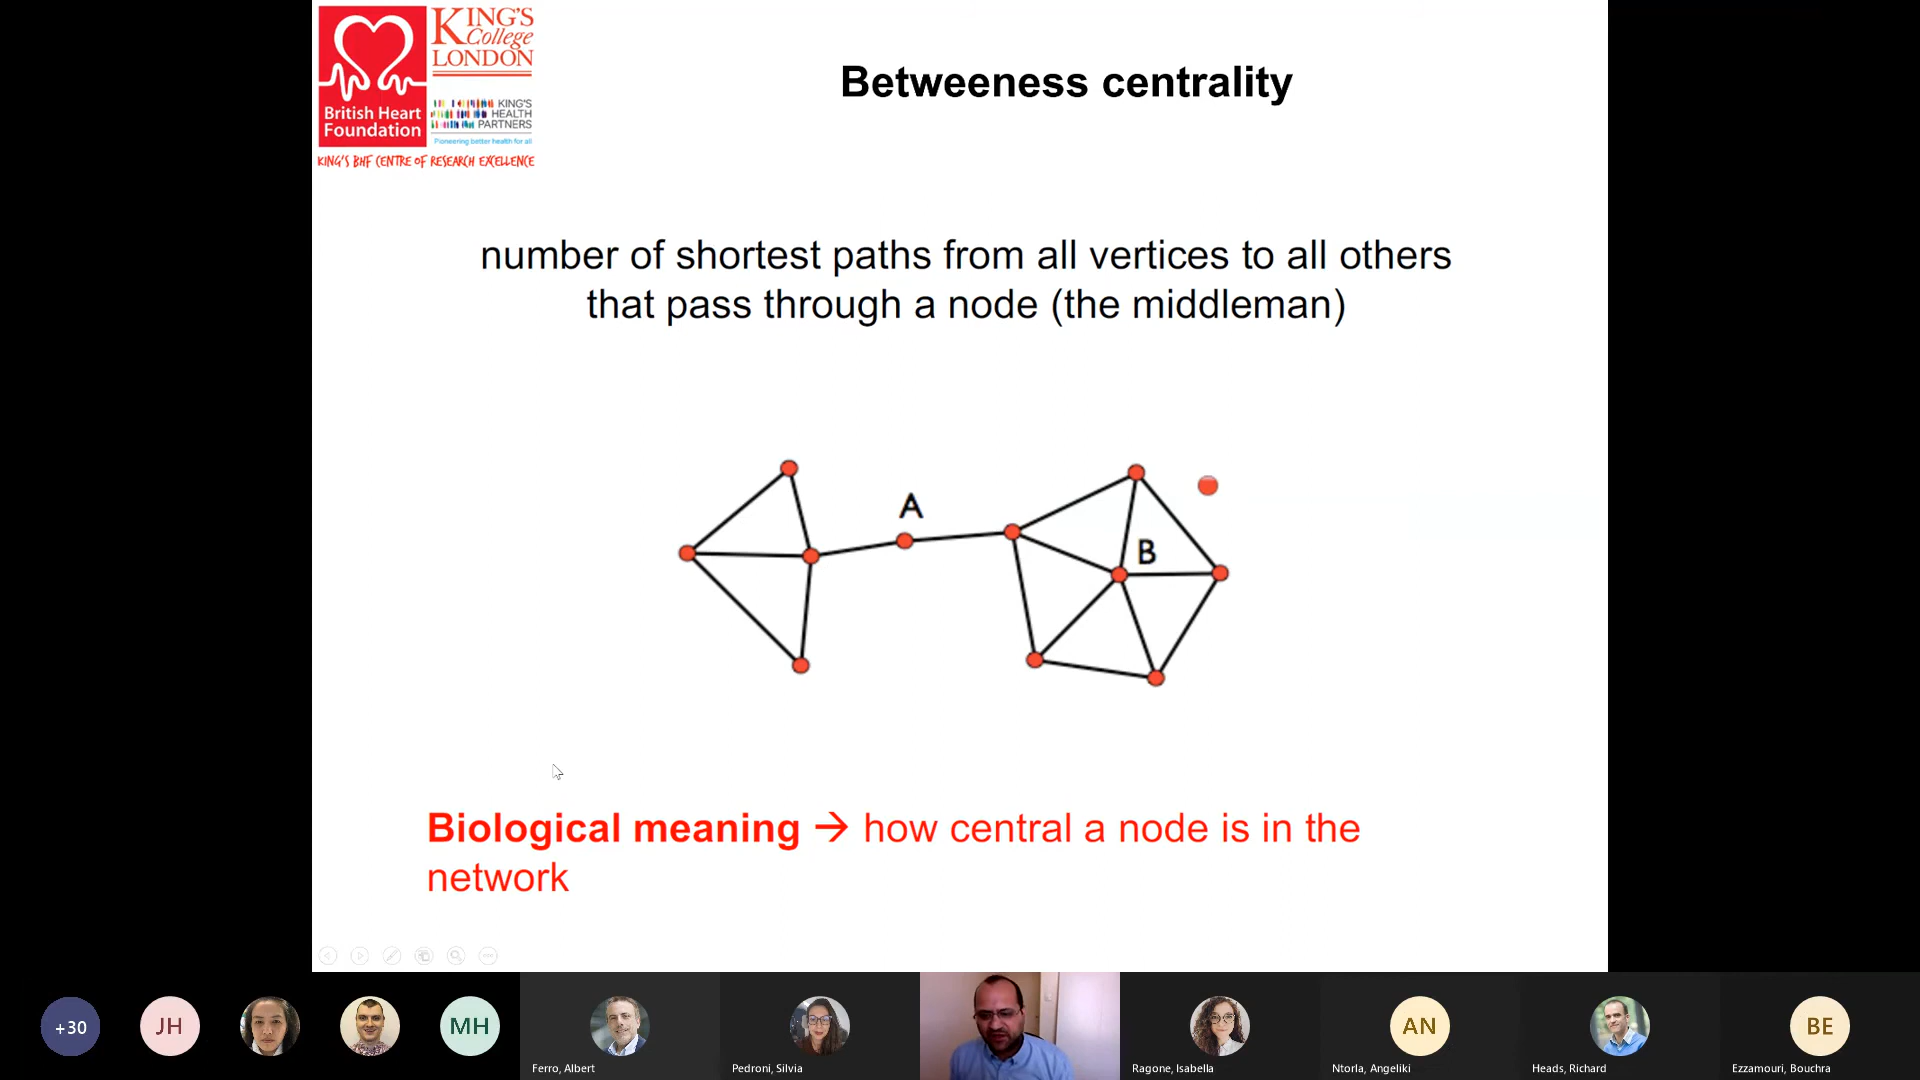 KING'S
College
LONDON
British Heart
Foundation
KING'S
HEALTH
PARTNERS
Pioneering better health for all
KING'S BHF CENTRE OF RESEARCH EXCELLENCE
Betweeness centrality
number of shortest paths from all vertices to all others
that pass through a node (the middleman)
A
B
Biological meaning → how central a node is in the
network
+30
JH
MH
AN
BE
Ferro, Albert
Pedroni, Silvia
Ragone, Isabella
Ntorla, Angeliki
Heads, Richard
Ezzamouri, Bouchra